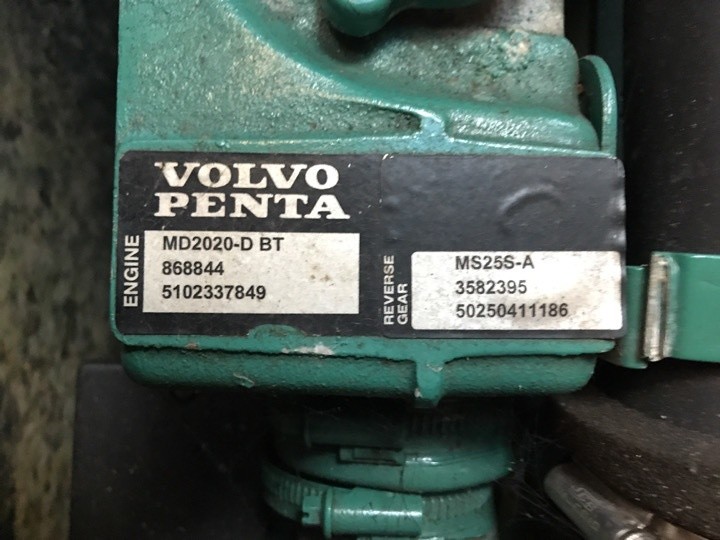 VOLVO
PENTA
ENGINE
MD2020-D BT
868844
5102337849
REVERSE
GEAR
MS25S-A
3582395
50250411186